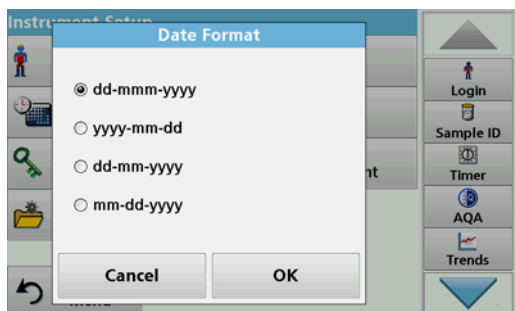 Instrument Setup
Date Format
dd-mmm-yyyy
yyyy-mm-dd
dd-mm-yyyy
mm-dd-yyyy
Cancel
OK
Login
Sample ID
Timer
AQA
Trends